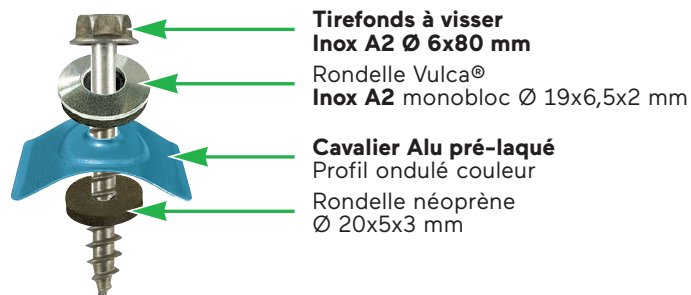 Tirefonds à visser
Inox A2 Ø 6x80 mm
Rondelle Vulca®
Inox A2 monobloc Ø 19x6,5x2 mm
Cavalier Alu pré-laqué
Profil ondulé couleur
Rondelle néoprène
Ø 20x5x3 mm